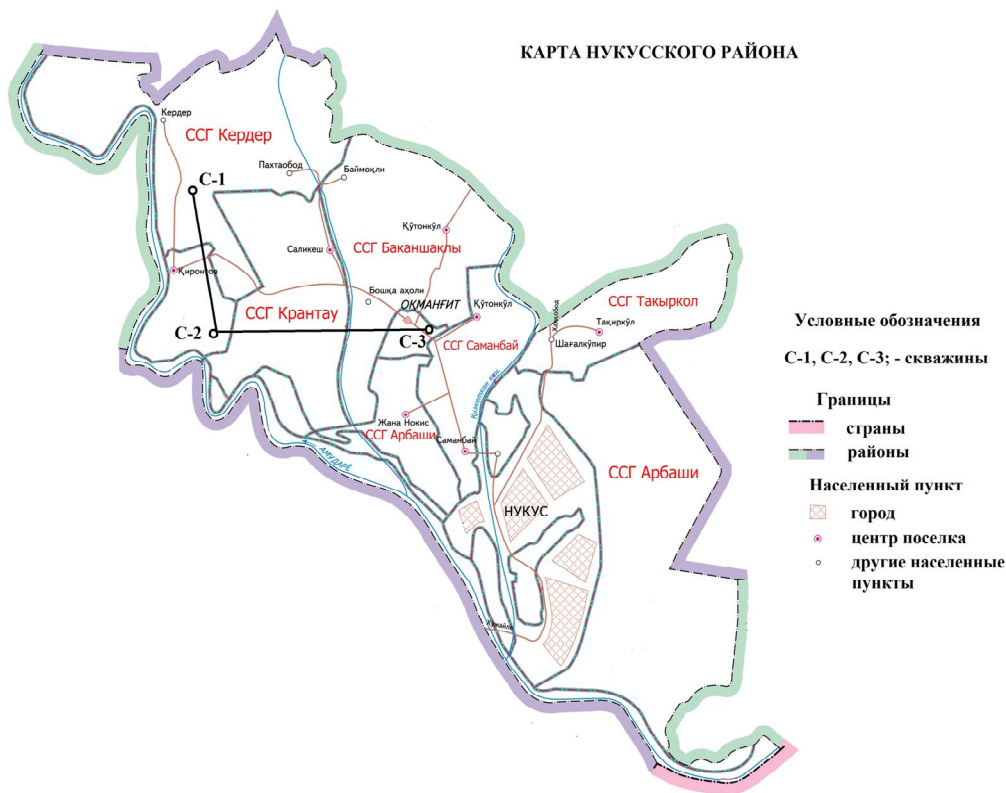 КАРТА НУКУССКОГО РАЙОНА
Кердер
ССГ Кердер
Пахтаобод
Баймоқли
С-1
Қўтонкўл
Саликеш
ССГ Баканшаклы
Қиронтов
Бошқа аҳоли
ОҚМАНҒИТ
ССГ Крантау
Қўтонкўл
ССГ Такыркол
Халқобод
Тақиркўл
С-2
С-3
ССГ Саманбай
Шағалкўпир
Жана Нокис
ССГ Арбаши
Саманбай
АМУДАРЁ
ССГ Арбаши
НУКУС
Условные обозначения
С-1, С-2, С-3; - скважины
Границы
страны
районы
Населенный пункт
город
центр поселка
другие населенные
пункты